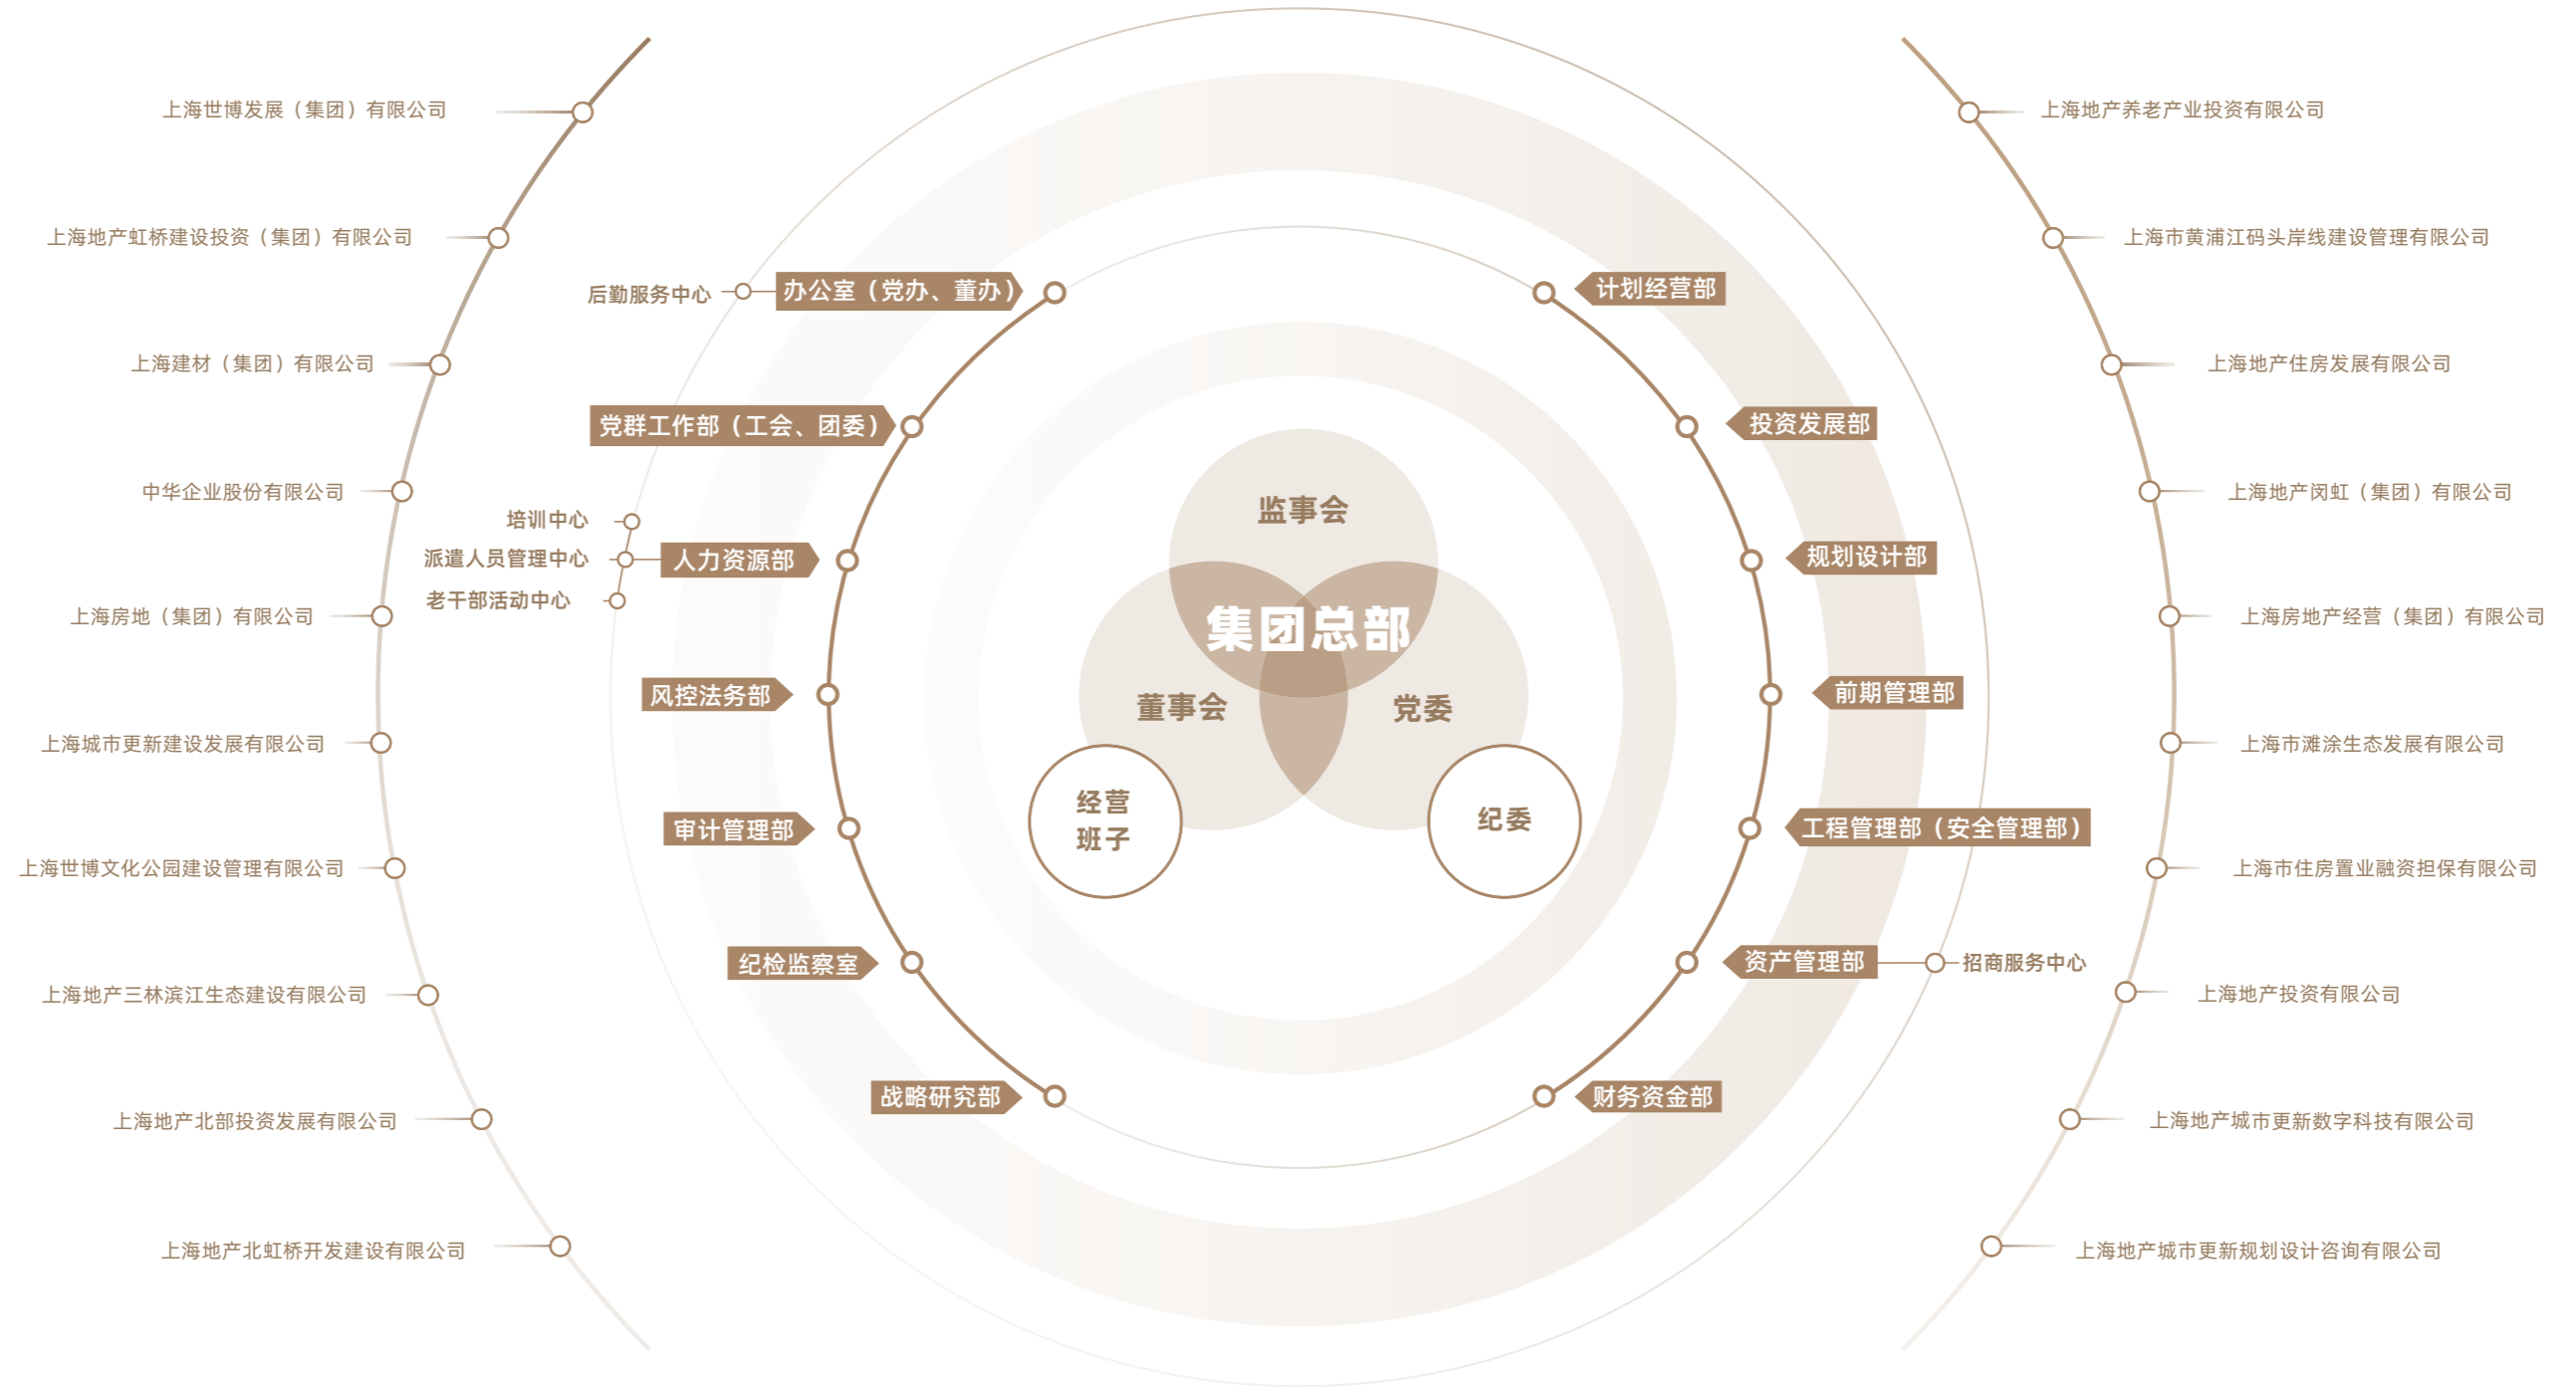 上海世博发展（集团）有限公司
上海地产虹桥建设投资（集团）有限公司
上海建材（集团）有限公司
中华企业股份有限公司
上海房地（集团）有限公司
上海城市更新建设发展有限公司
上海世博文化公园建设管理有限公司
上海地产三林滨江生态建设有限公司
上海地产北部投资发展有限公司
上海地产北虹桥开发建设有限公司
后勤服务中心
办公室（党办、董办）
党群工作部（工会、团委）
培训中心
派遣人员管理中心
老干部活动中心
人力资源部
风控法务部
审计管理部
纪检监察室
战略研究部
监事会
集团总部
董事会
党委
经营
班子
纪委
计划经营部
投资发展部
规划设计部
前期管理部
工程管理部（安全管理部）
资产管理部
招商服务中心
财务资金部
上海地产养老产业投资有限公司
上海市黄浦江码头岸线建设管理有限公司
上海地产住房发展有限公司
上海地产闵虹（集团）有限公司
上海房地产经营（集团）有限公司
上海市滩涂生态发展有限公司
上海市住房置业融资担保有限公司
上海地产投资有限公司
上海地产城市更新数字科技有限公司
上海地产城市更新规划设计咨询有限公司